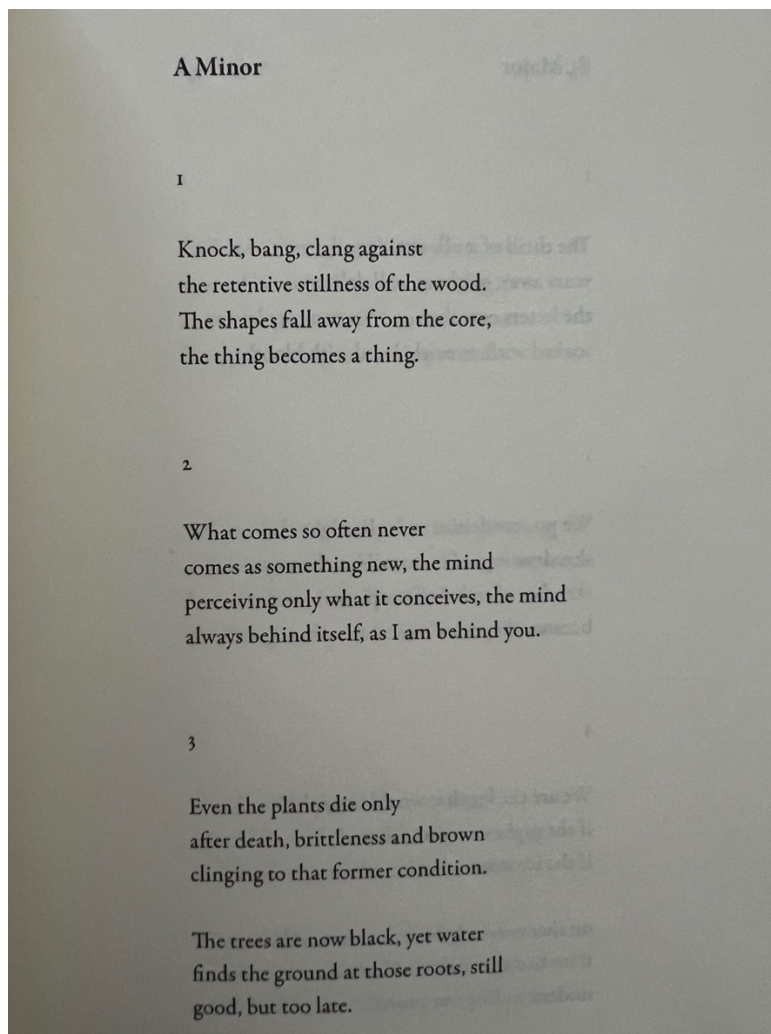 A Minor
1
Knock, bang, clang against
the retentive stillness of the wood.
The shapes fall away from the core,
the thing becomes a thing.
2
What comes so often never
comes as something new, the mind
perceiving only what it conceives, the mind
always behind itself, as I am behind you.
3
Even the plants die only
after death, brittleness and brown
clinging to that former condition.
The trees are now black, yet water
finds the ground at those roots, still
good, but too late.